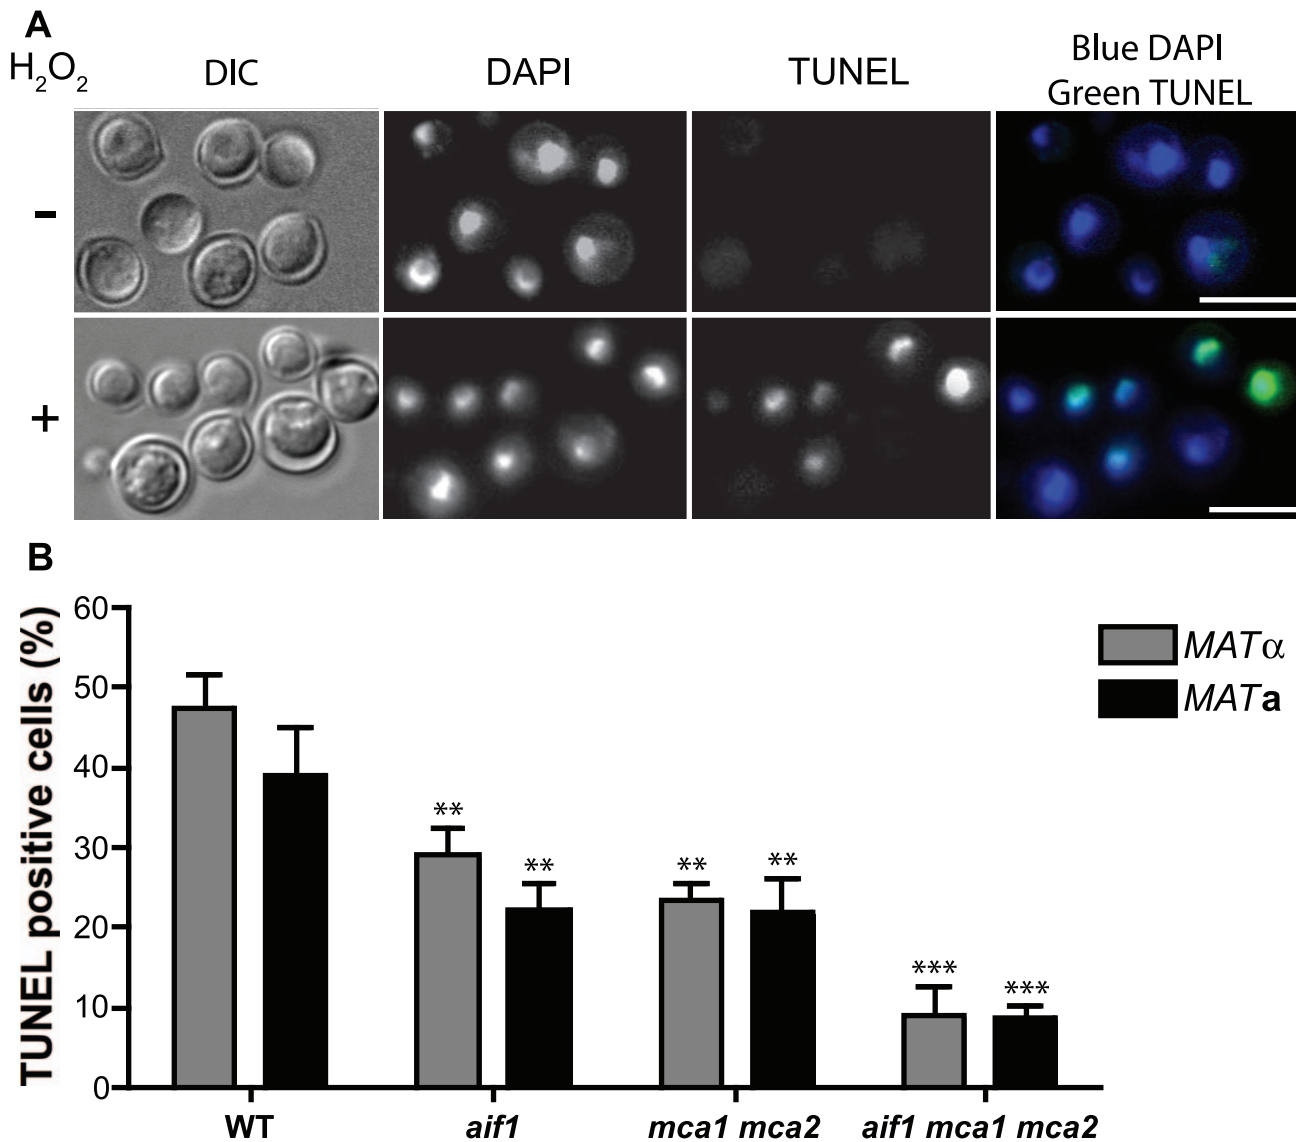 A
H₂O₂
DIC
DAPI
TUNEL
Blue DAPI
Green TUNEL
-
+
B
TUNEL positive cells (%)
60
50
40
30
20
10
0
MATα
MATa
** ** ** ** *** ***
WT aif1 mca1 mca2 aif1 mca1 mca2